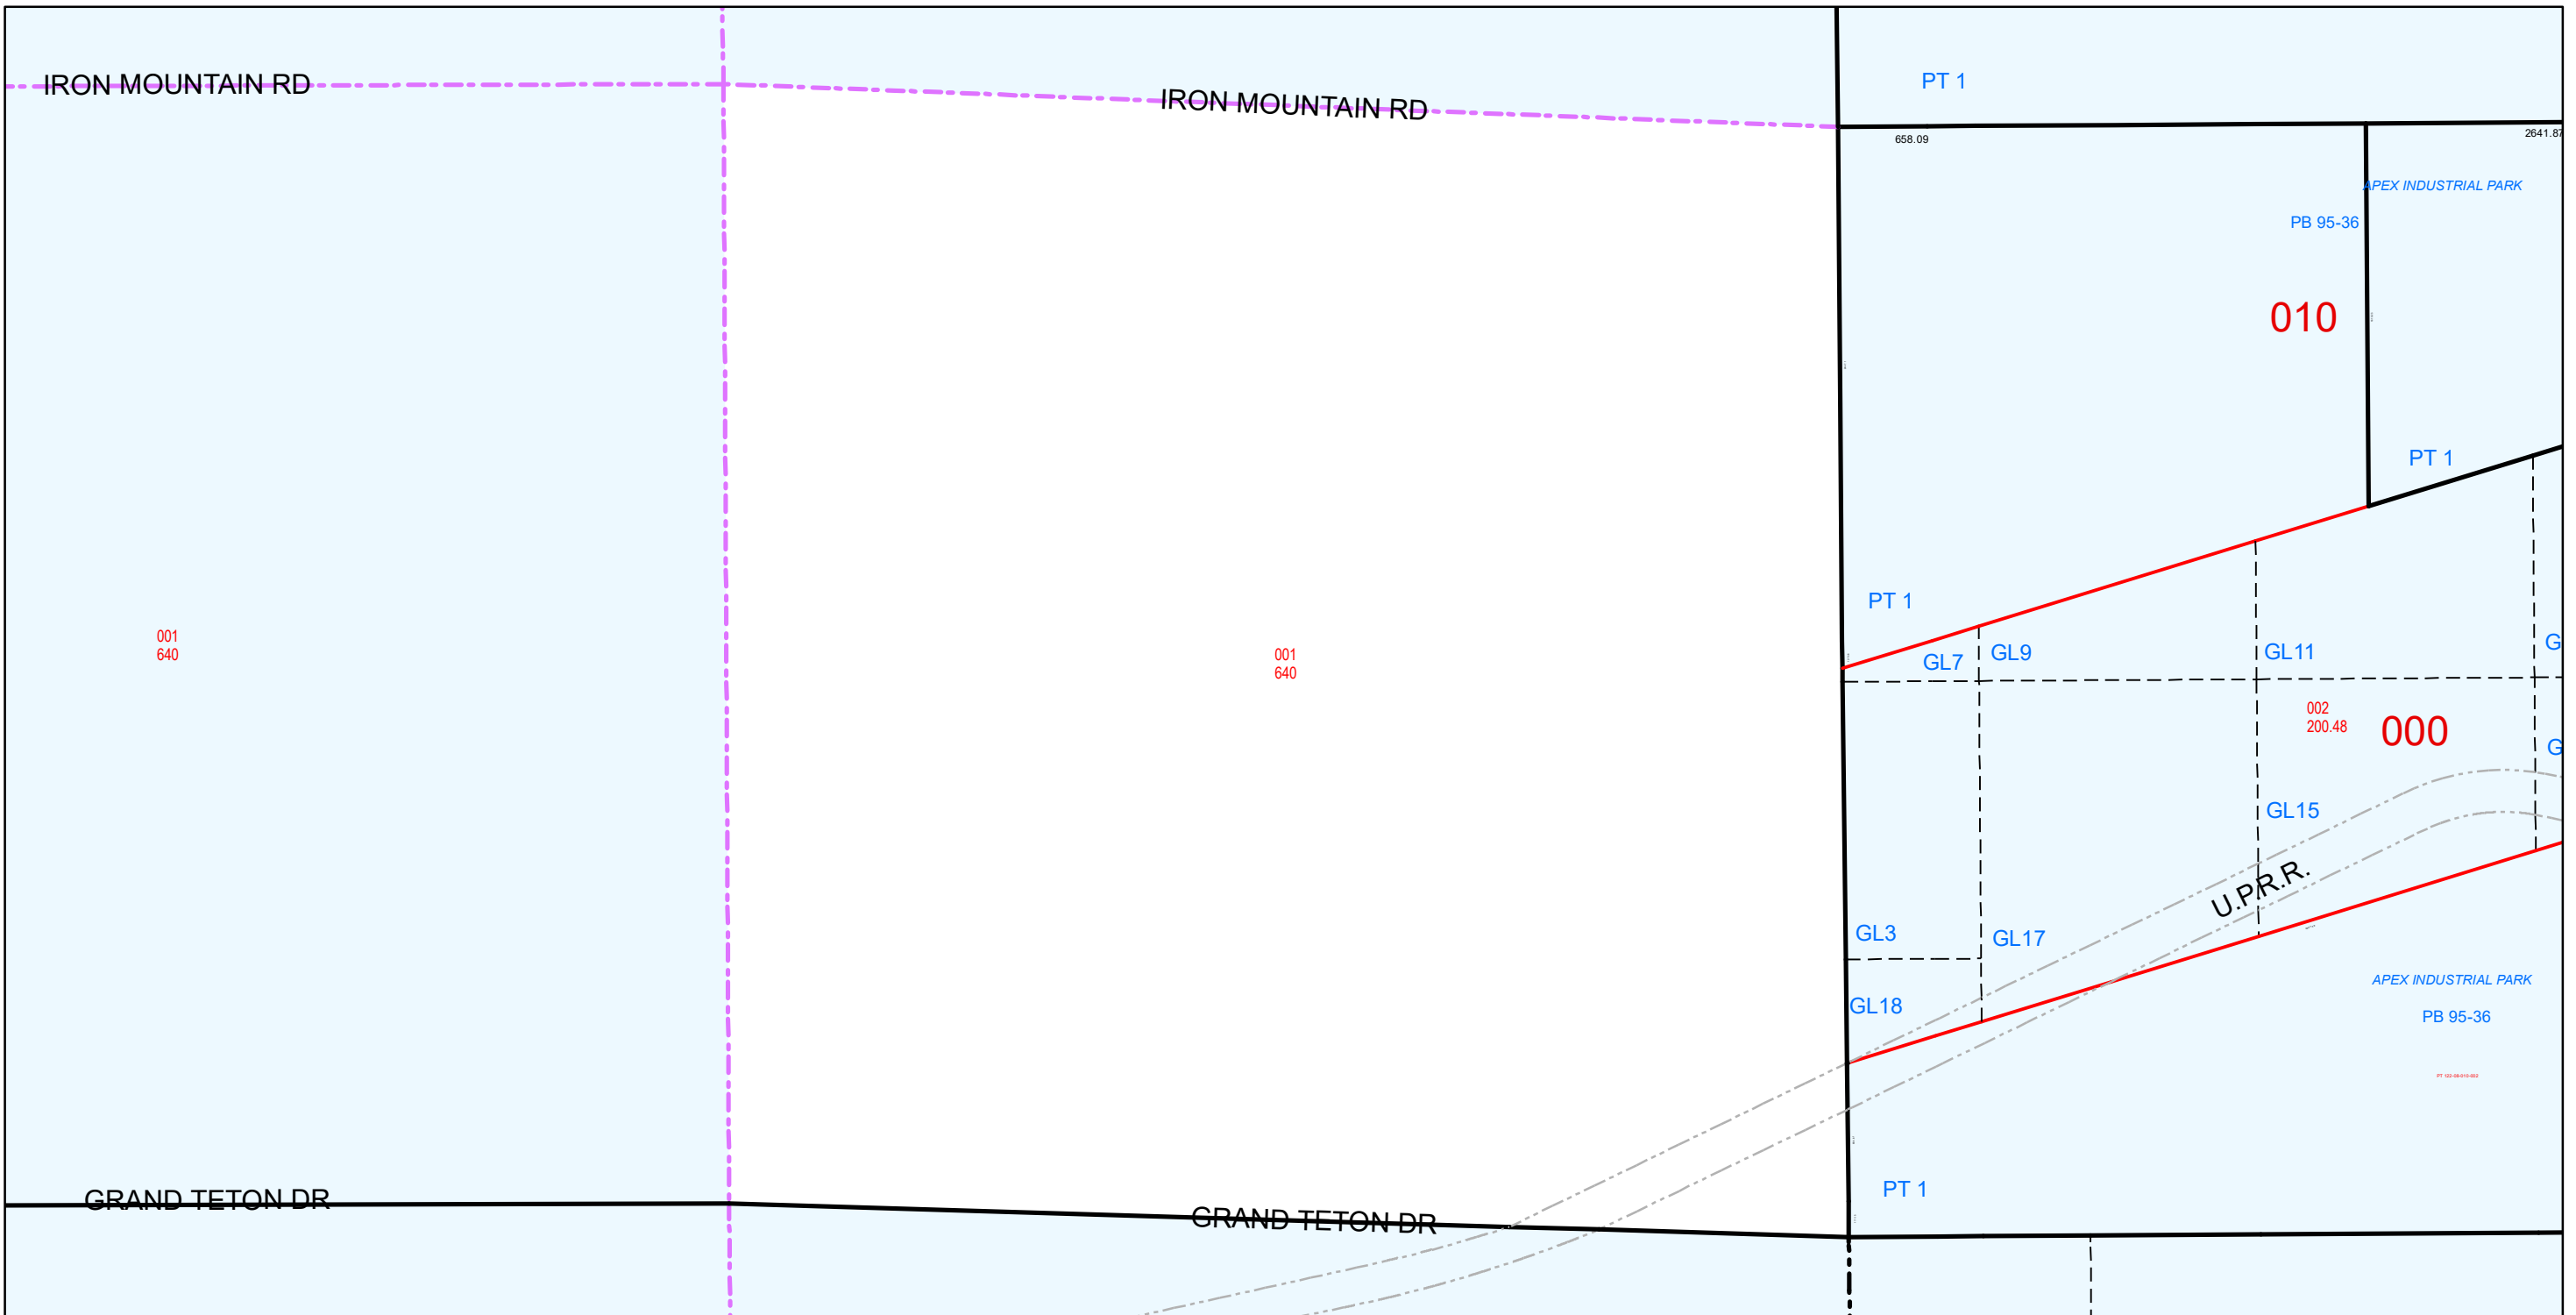 IRON MOUNTAIN RD
IRON MOUNTAIN RD
PT 1
658.09
2641.87
APEX INDUSTRIAL PARK
PB 95-36
010
PT 1
PT 1
001
640
001
640
GL7
GL9
GL11
G
002
200.48
000
G
GL15
U.P.R.R.
GL3
GL17
GL18
APEX INDUSTRIAL PARK
PB 95-36
PT 1
GRAND TETON DR
GRAND TETON DR